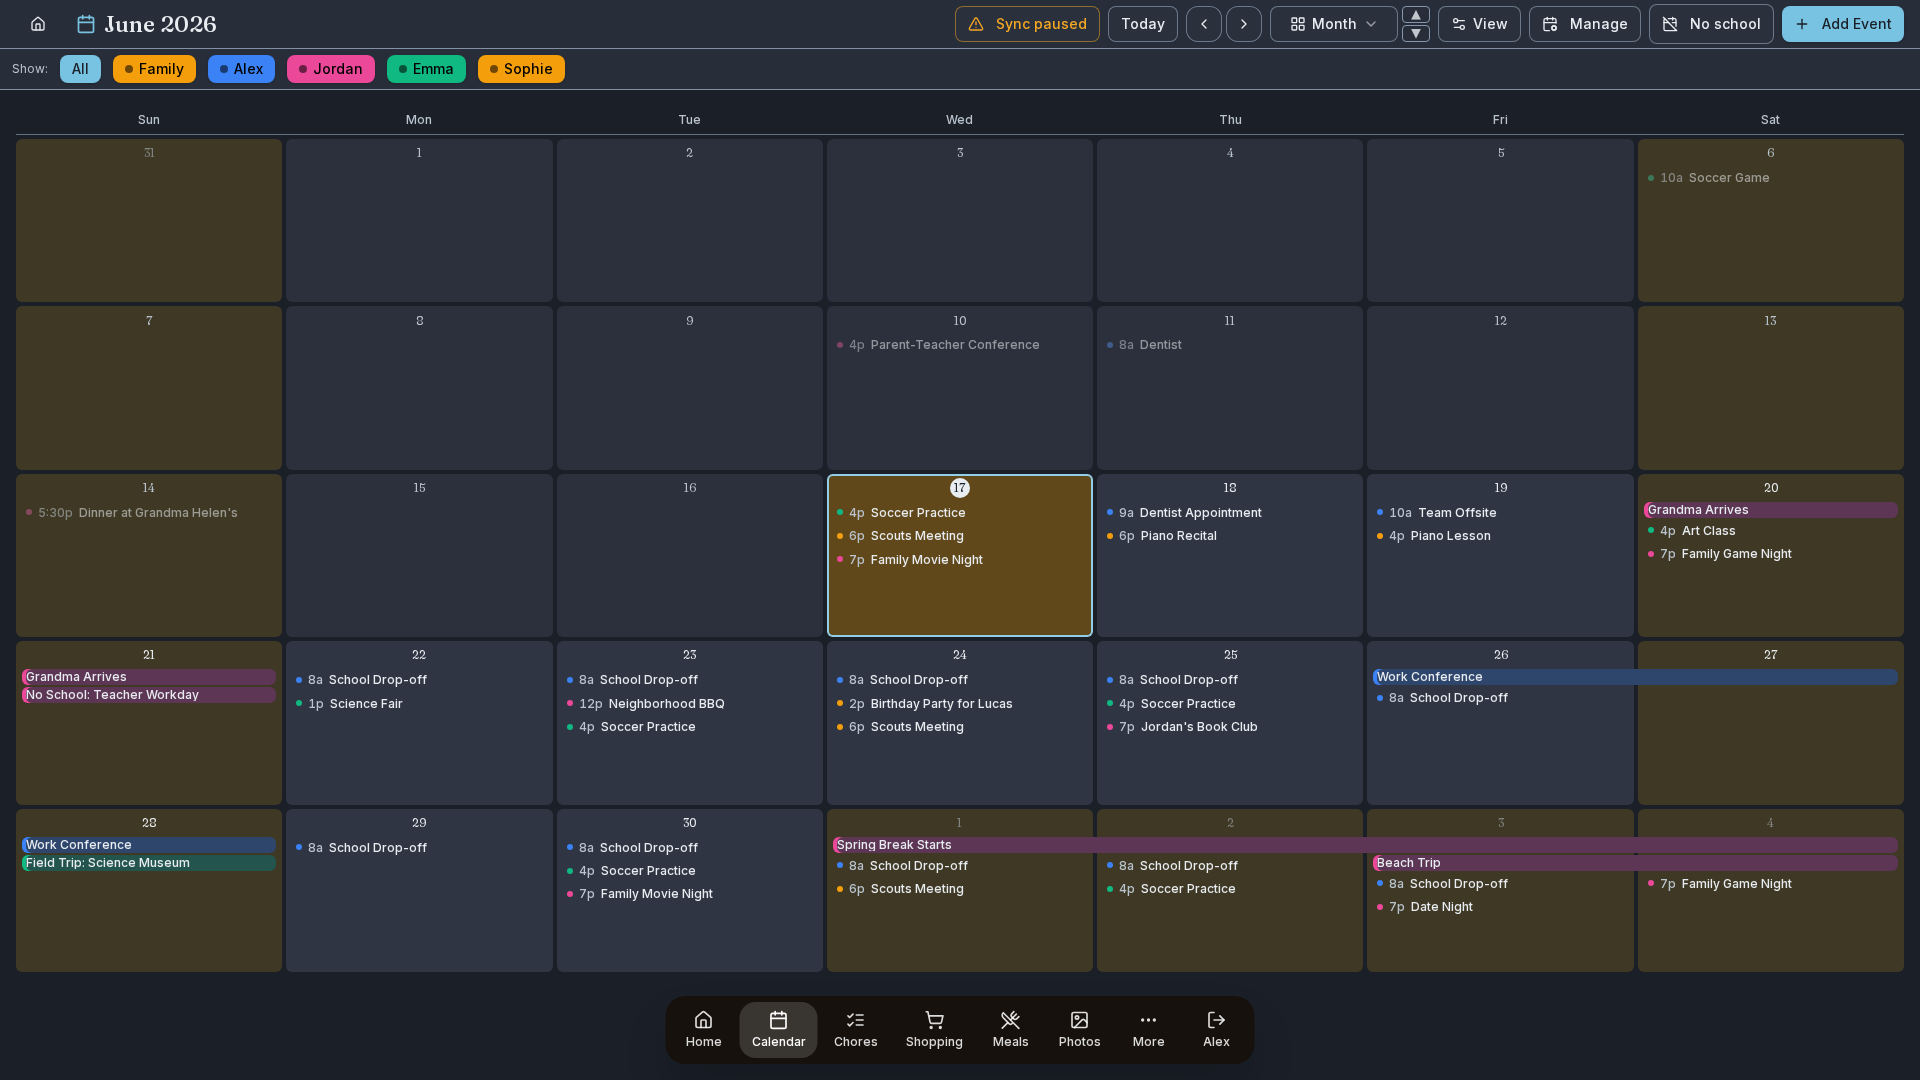 June 2026
Sync paused
Today
Month
View
Manage
No school
Add Event
Show:
All
Family
Alex
Jordan
Emma
Sophie
Sun Mon Tue Wed Thu Fri Sat
31 1 2 3 4 5 6
10a Soccer Game
7 8 9 10 11 12 13
4p Parent-Teacher Conference
8a Dentist
14 15 16 17 18 19 20
5:30p Dinner at Grandma Helen's
4p Soccer Practice
6p Scouts Meeting
7p Family Movie Night
9a Dentist Appointment
6p Piano Recital
10a Team Offsite
4p Piano Lesson
Grandma Arrives
4p Art Class
7p Family Game Night
21 22 23 24 25 26 27
Grandma Arrives
No School: Teacher Workday
8a School Drop-off
1p Science Fair
8a School Drop-off
12p Neighborhood BBQ
4p Soccer Practice
8a School Drop-off
2p Birthday Party for Lucas
6p Scouts Meeting
8a School Drop-off
4p Soccer Practice
7p Jordan's Book Club
Work Conference
8a School Drop-off
28 29 30 1 2 3 4
Work Conference
Field Trip: Science Museum
8a School Drop-off
8a School Drop-off
4p Soccer Practice
7p Family Movie Night
Spring Break Starts
8a School Drop-off
6p Scouts Meeting
8a School Drop-off
4p Soccer Practice
Beach Trip
8a School Drop-off
7p Date Night
7p Family Game Night
Home
Calendar
Chores
Shopping
Meals
Photos
More
Alex